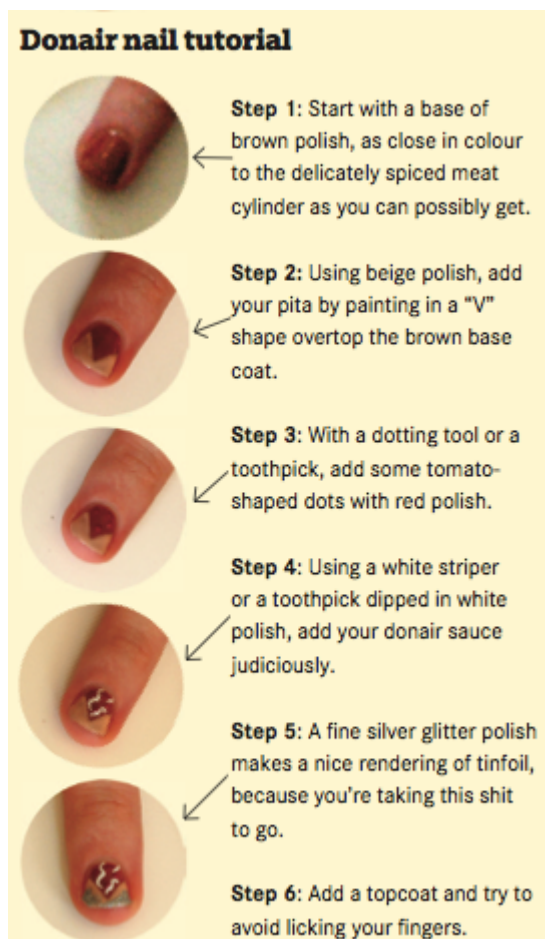 Donair nail tutorial
Step 1: Start with a base of
brown polish, as close in colour
to the delicately spiced meat
cylinder as you can possibly get.
Step 2: Using beige polish, add
your pita by painting in a “V”
shape overtop the brown base
coat.
Step 3: With a dotting tool or a
toothpick, add some tomato-
shaped dots with red polish.
Step 4: Using a white striper
or a toothpick dipped in white
polish, add your donair sauce
judiciously.
Step 5: A fine silver glitter polish
makes a nice rendering of tinfoil,
because you’re taking this shit
to go.
Step 6: Add a topcoat and try to
avoid licking your fingers.